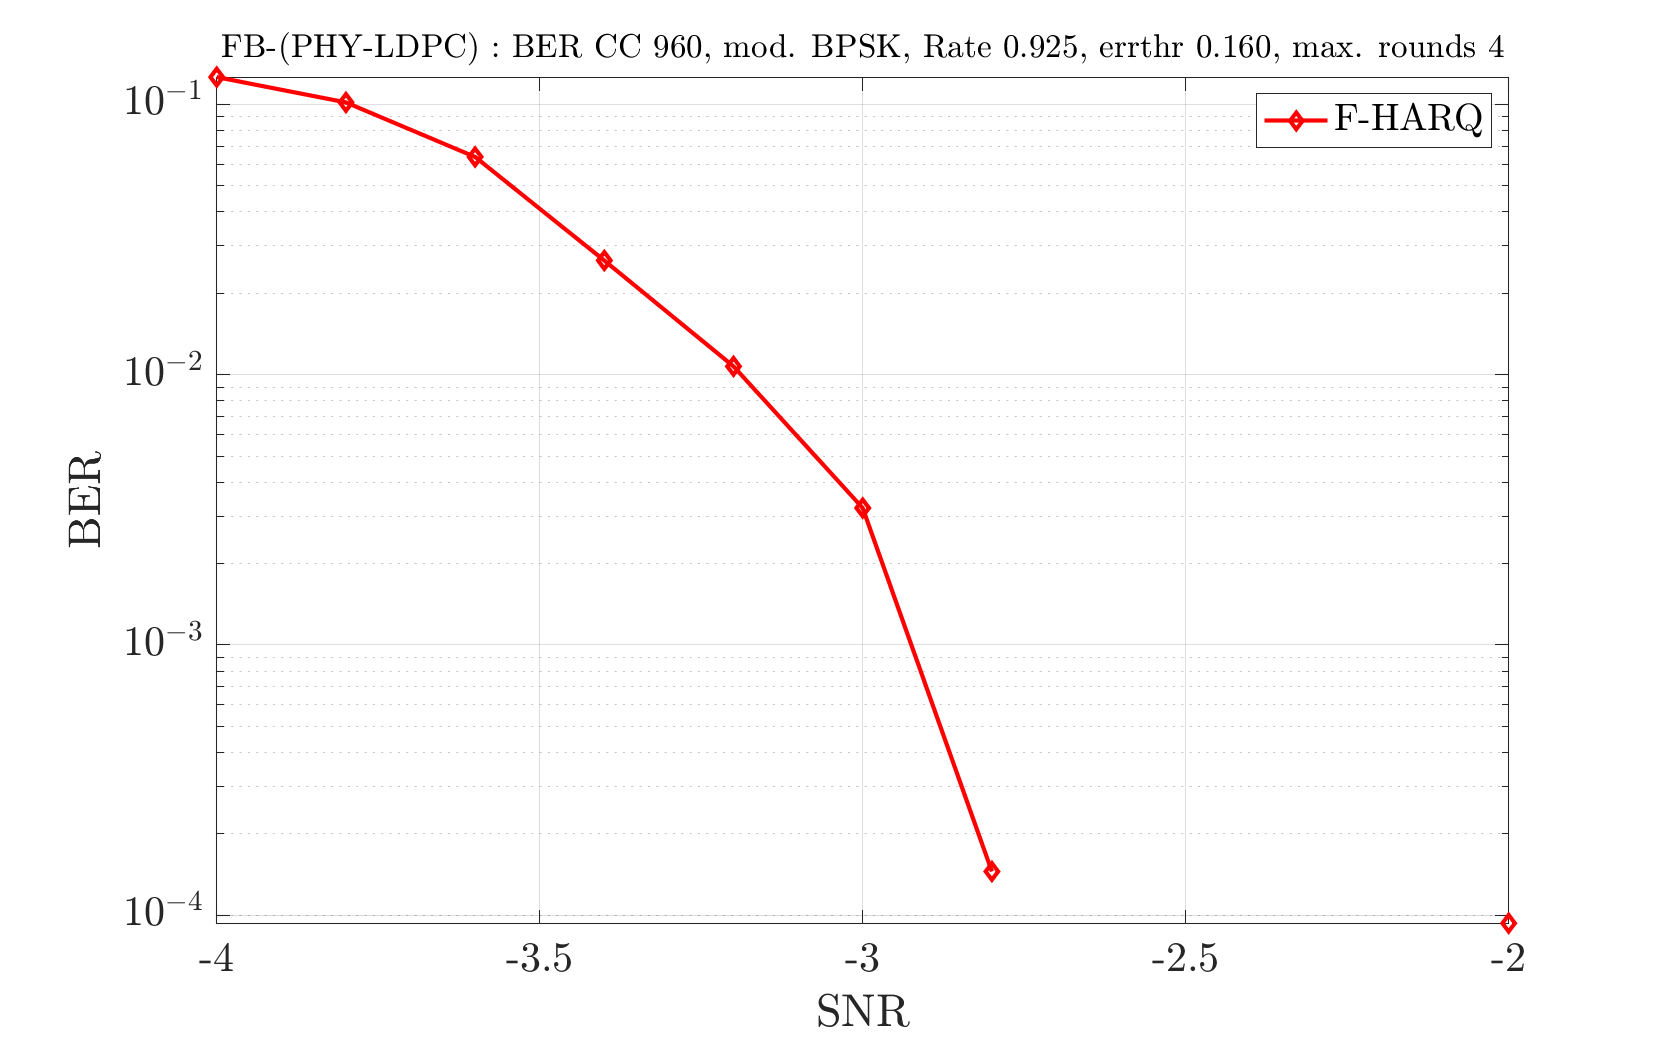 FB-(PHY-LDPC) : BER CC 960, mod. BPSK, Rate 0.925, errthr 0.160, max. rounds 4
F-HARQ
10⁻¹
10⁻²
10⁻³
10⁻⁴
BER
-4 -3.5 -3 -2.5 -2
SNR